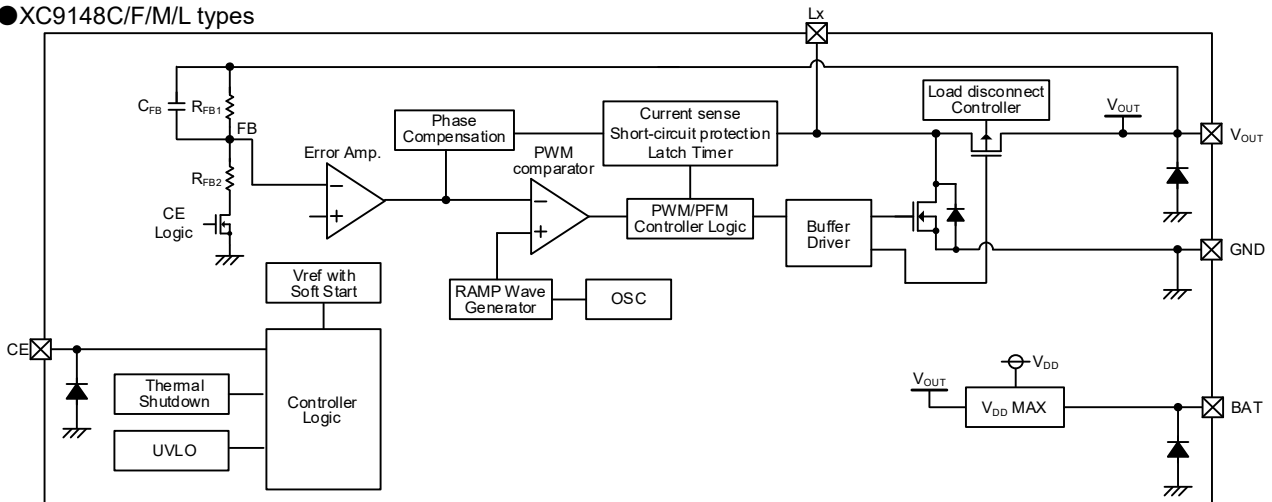 ●XC9148C/F/M/L types
Lx
CFB
RFB1
FB
RFB2
CE
Logic
Error Amp.
Phase
Compensation
PWM
comparator
Current sense
Short-circuit protection
Latch Timer
Load disconnect
Controller
VOUT
VOUT
PWM/PFM
Controller Logic
Buffer
Driver
GND
Vref with
Soft Start
RAMP Wave
Generator
OSC
CE
Thermal
Shutdown
UVLO
Controller
Logic
VDD
VOUT
VDD MAX
BAT